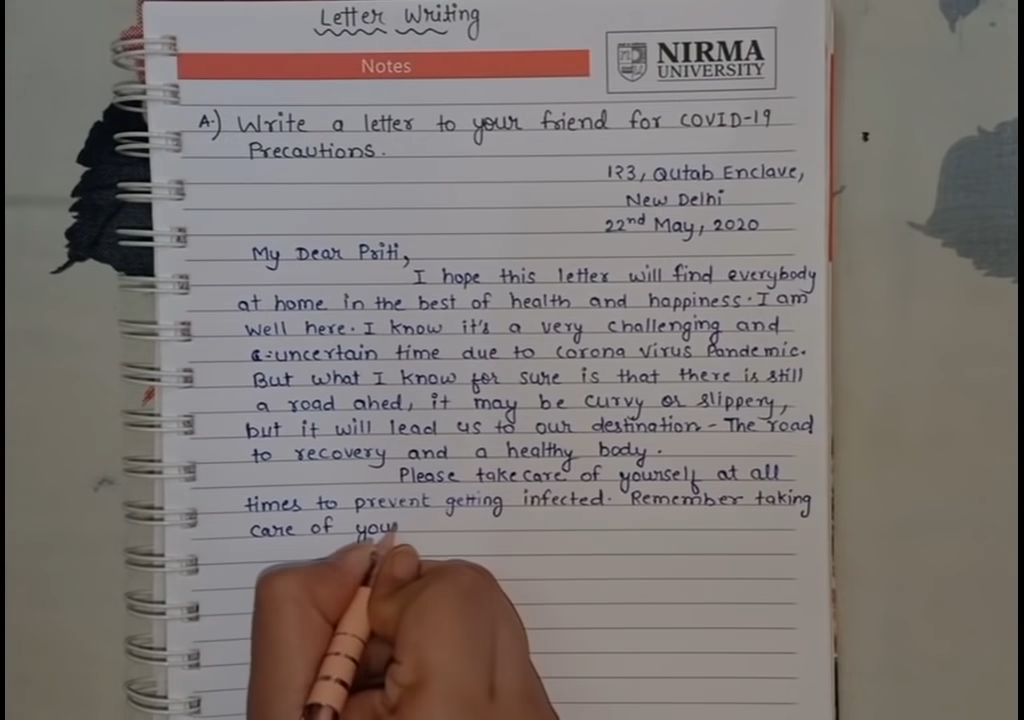 Letter Writing
Notes
NIRMA
UNIVERSITY
A.) Write a letter to your friend for COVID-19
Precautions.
123, Qutab Enclave,
New Delhi
22nd May, 2020
My Dear Priti,
I hope this letter will find everybody
at home in the best of health and happiness. I am
well here. I know it's a very challenging and
uncertain time due to Corona Virus Pandemic.
But what I know for sure is that there is still
a road ahed, it may be curvy or slippery,
but it will lead us to our destination - The road
to recovery and a healthy body.
Please take care of yourself at all
times to prevent getting infected. Remember taking
care of you